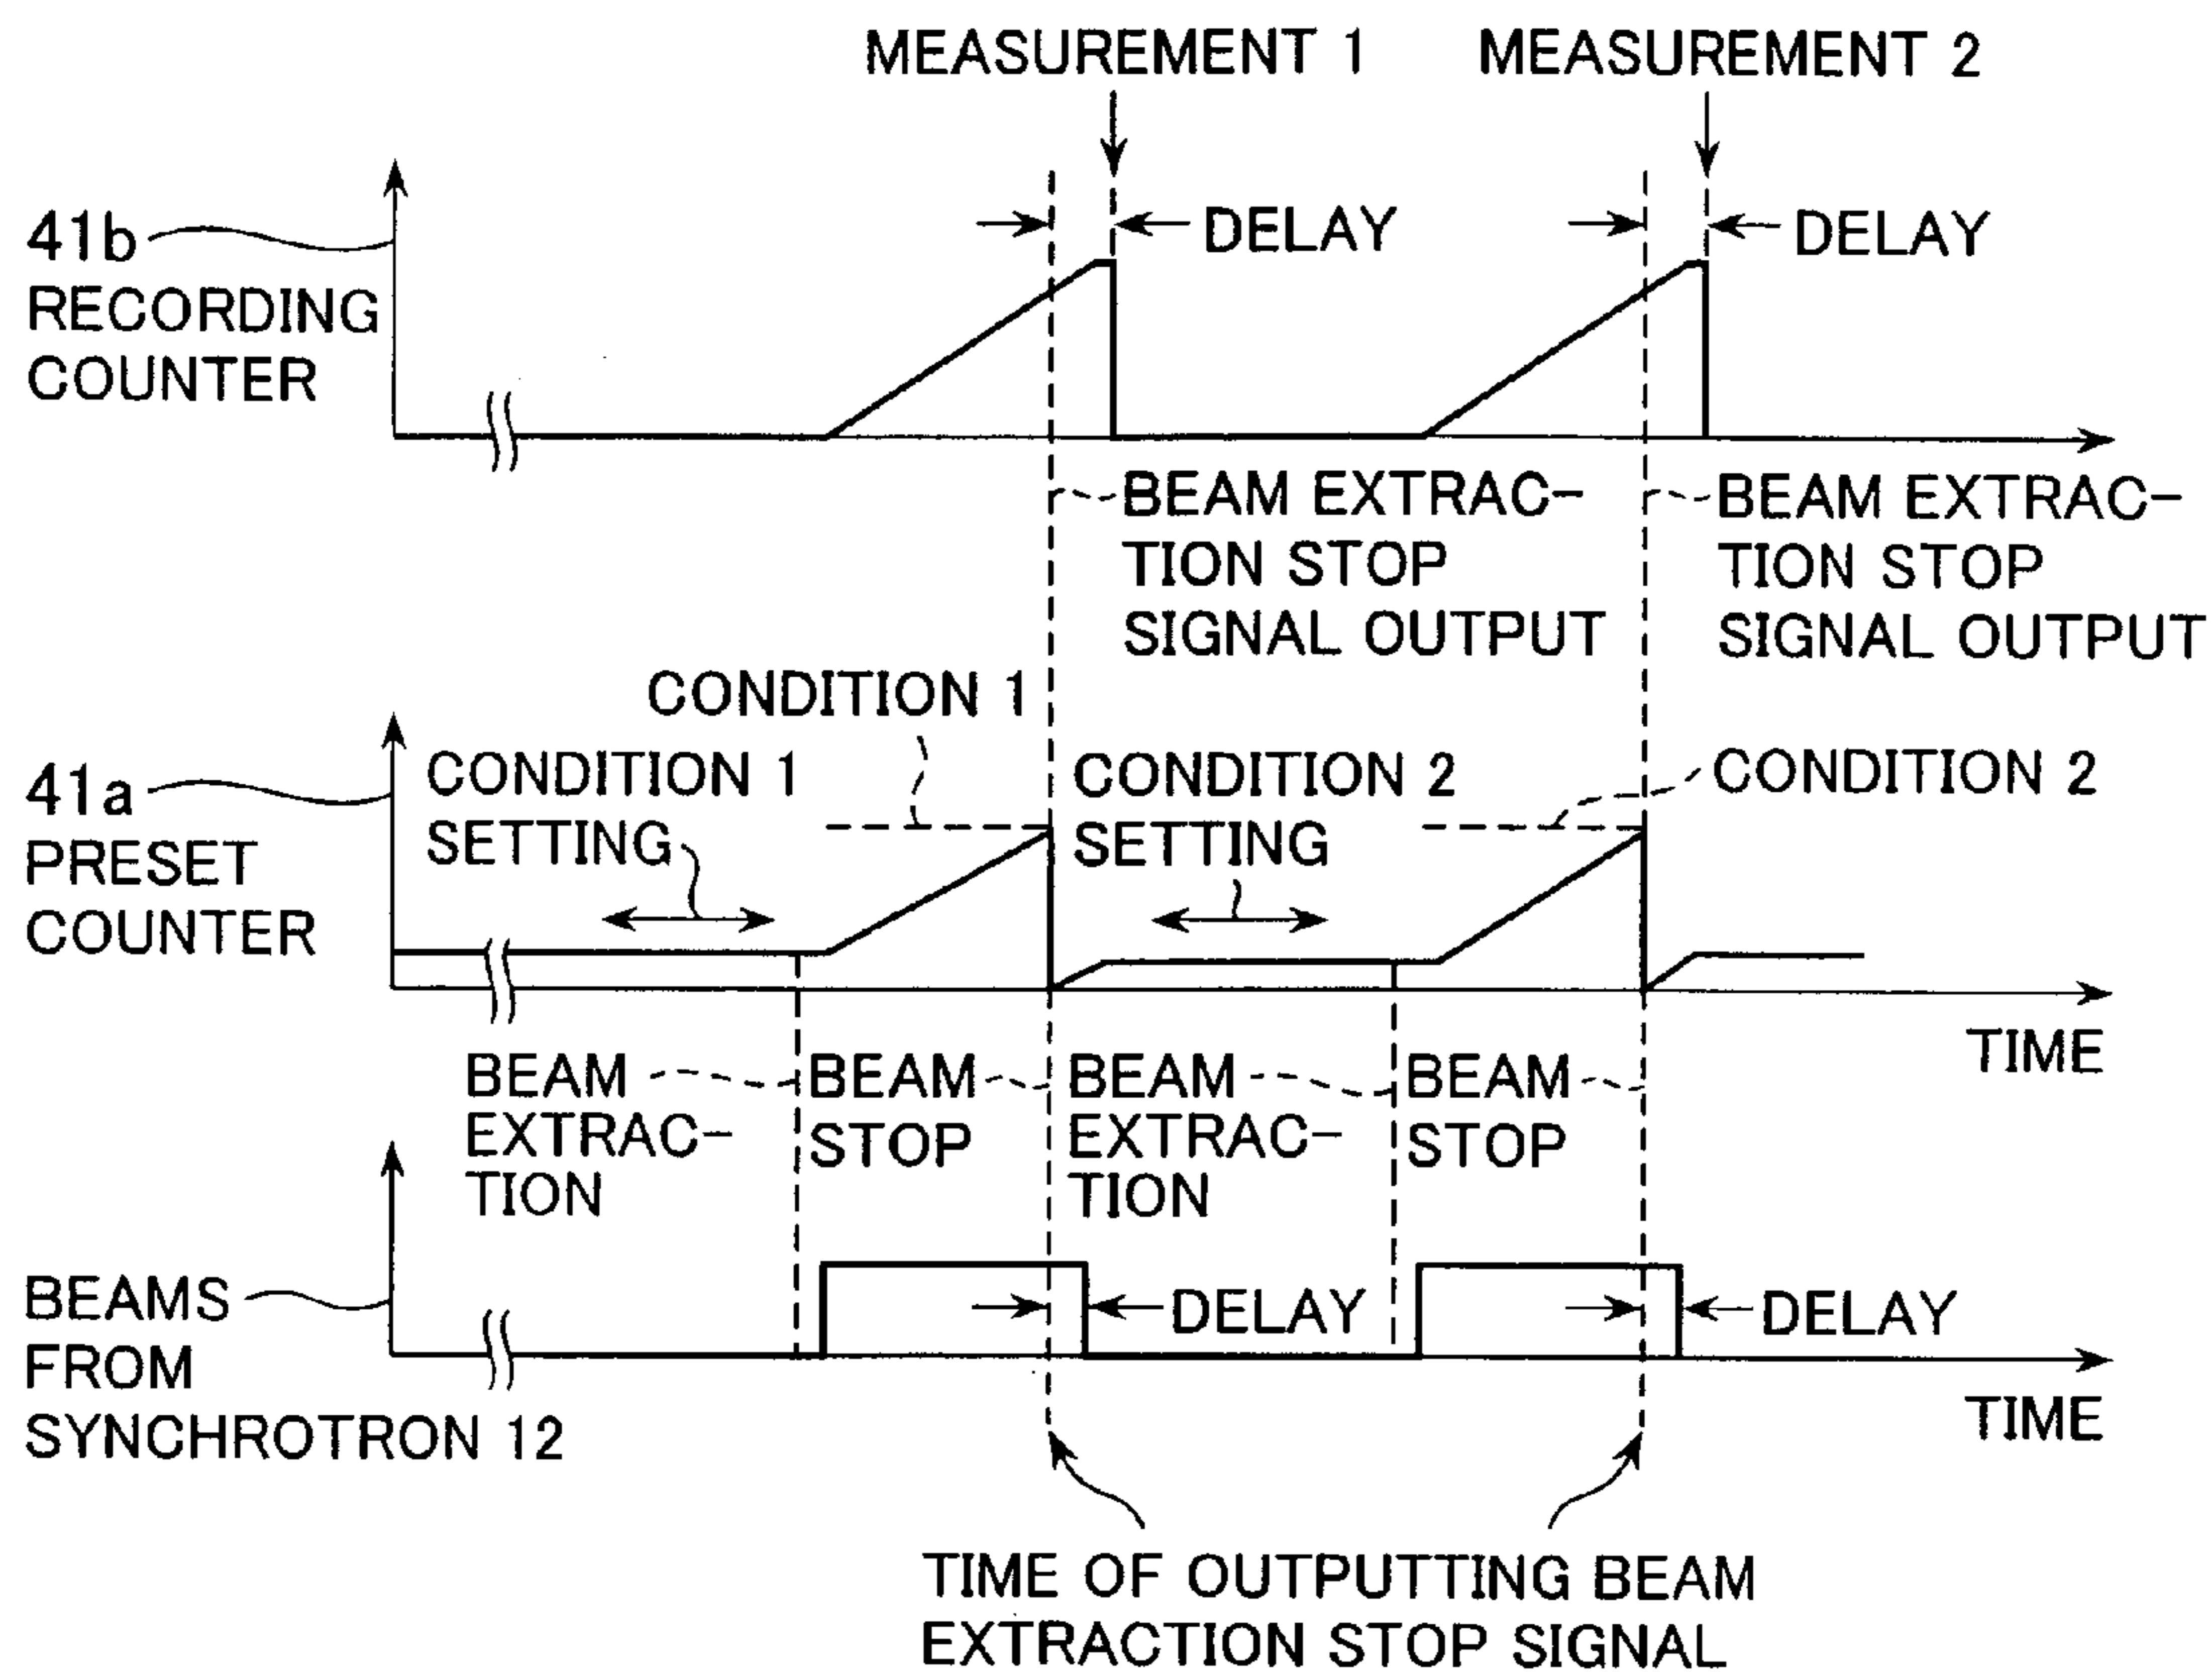 MEASUREMENT 1
MEASUREMENT 2
41b
RECORDING
COUNTER
DELAY
DELAY
BEAM EXTRAC-
TION STOP
SIGNAL OUTPUT
BEAM EXTRAC-
TION STOP
SIGNAL OUTPUT
CONDITION 1
41a
PRESET
COUNTER
CONDITION 1
SETTING
CONDITION 2
SETTING
CONDITION 2
TIME
BEAM
EXTRAC-
TION
BEAM
STOP
BEAM
EXTRAC-
TION
BEAM
STOP
BEAMS
FROM
SYNCHROTRON 12
DELAY
DELAY
TIME
TIME OF OUTPUTTING BEAM
EXTRACTION STOP SIGNAL